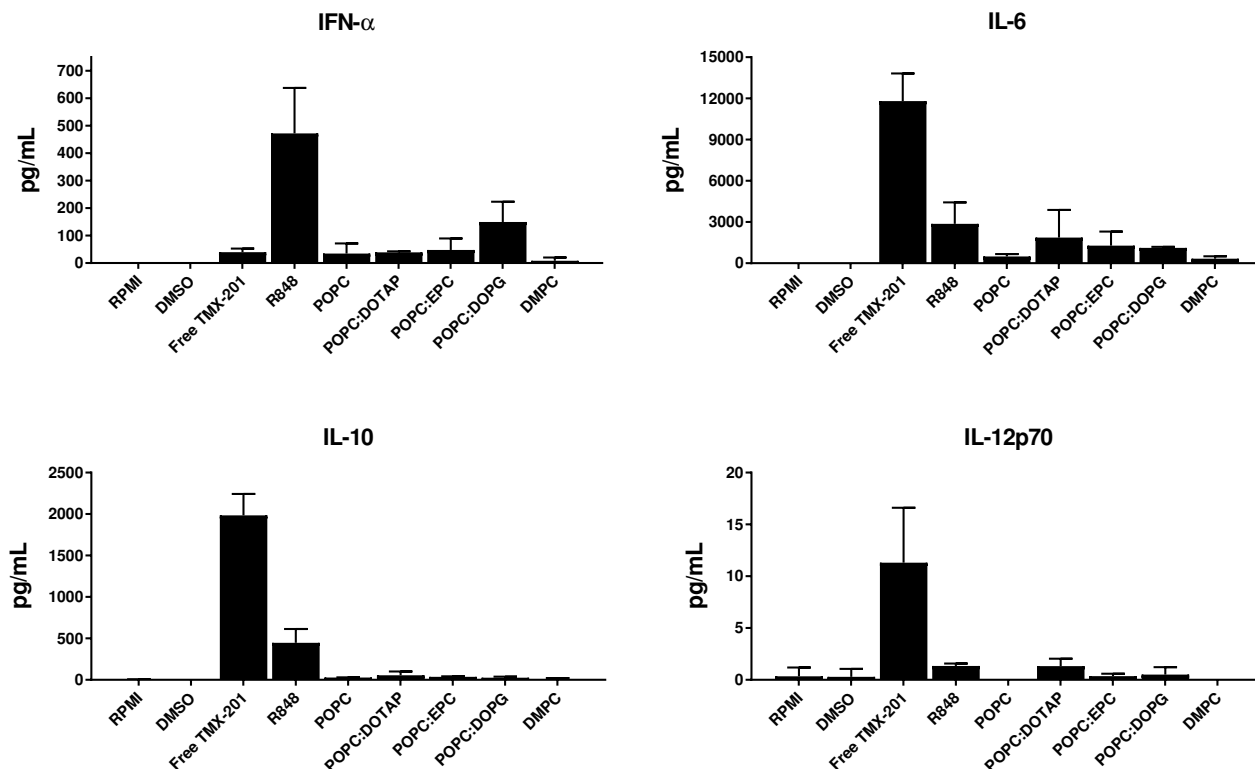 IFN-α
pg/mL
700
600
500
400
300
200
100
0
RPMI
DMSO
Free TMX-201
R848
POPC
POPC:DOTAP
POPC:EPC
POPC:DOPG
DMPC
IL-6
pg/mL
15000
12000
9000
6000
3000
0
RPMI
DMSO
Free TMX-201
R848
POPC
POPC:DOTAP
POPC:EPC
POPC:DOPG
DMPC
IL-10
pg/mL
2500
2000
1500
1000
500
0
RPMI
DMSO
Free TMX-201
R848
POPC
POPC:DOTAP
POPC:EPC
POPC:DOPG
DMPC
IL-12p70
pg/mL
20
15
10
5
0
RPMI
DMSO
Free TMX-201
R848
POPC
POPC:DOTAP
POPC:EPC
POPC:DOPG
DMPC